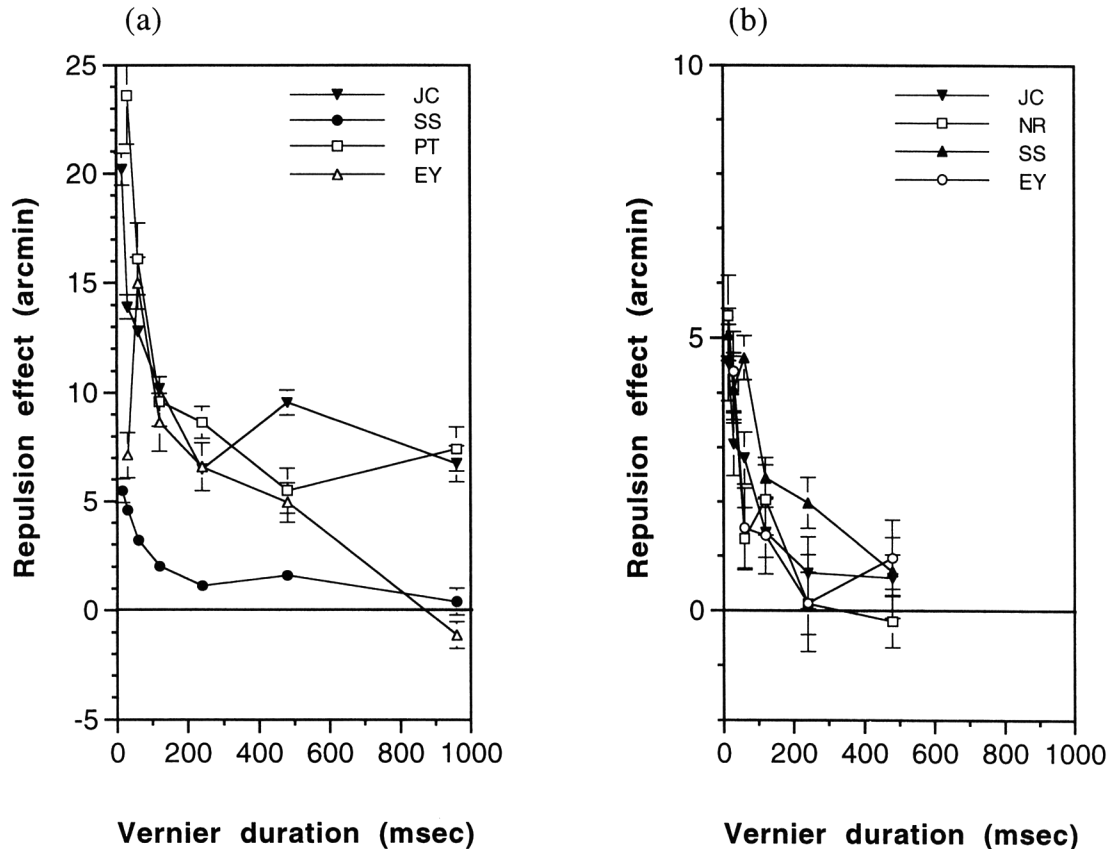 (a)
25
20
15
10
5
0
-5
0 200 400 600 800 1000
Repulsion effect (arcmin)
Vernier duration (msec)
JC
SS
PT
EY
(b)
10
5
0
0 200 400 600 800 1000
Repulsion effect (arcmin)
Vernier duration (msec)
JC
NR
SS
EY